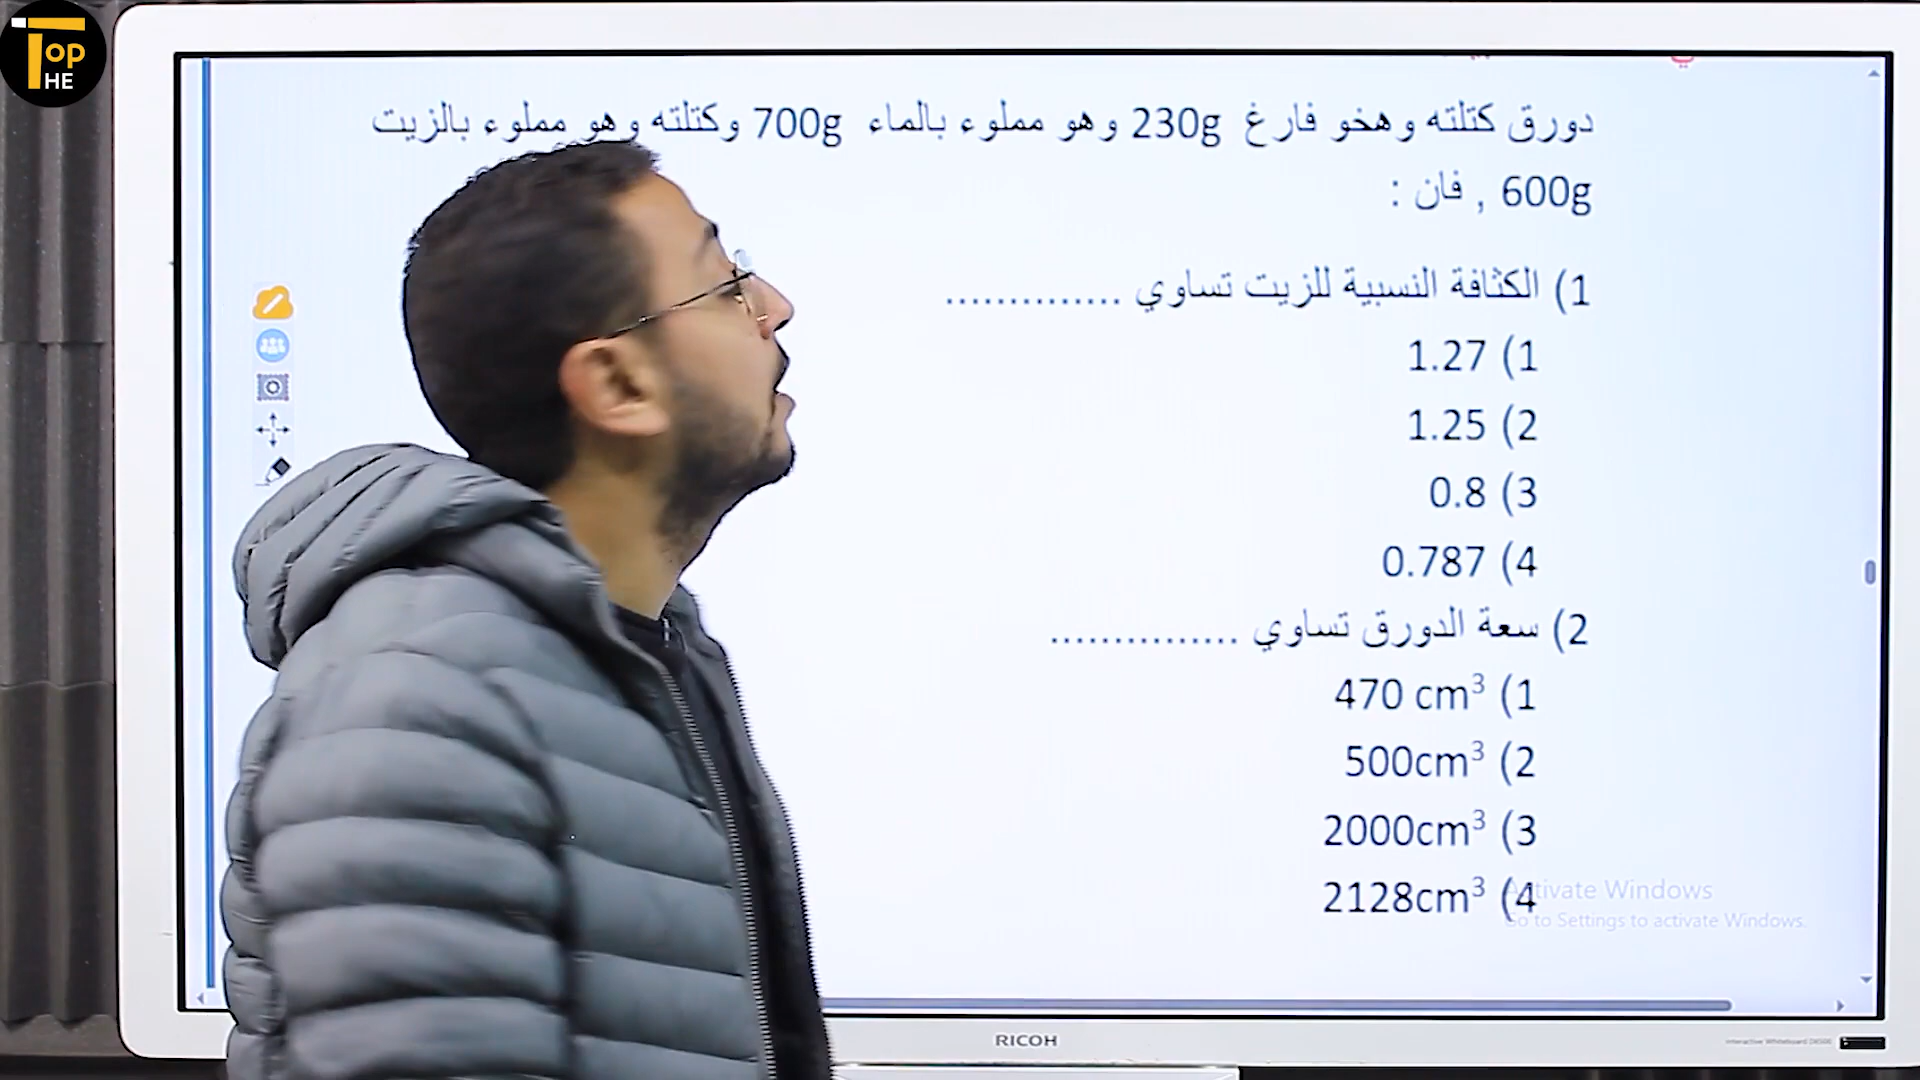 TOP
THE
دورق كتلته وهخو فارغ 230g وهو مملوء بالماء 700g وكتلته وهو مملوء بالزيت
600g , فان :
1) الكثافة النسبية للزيت تساوي ..............
1) 1.27
2) 1.25
3) 0.8
4) 0.787
2) سعة الدورق تساوي ...............
1) 470 cm³
2) 500cm³
3) 2000cm³
4) 2128cm³
Activate Windows
Go to Settings to activate Windows.
RICOH